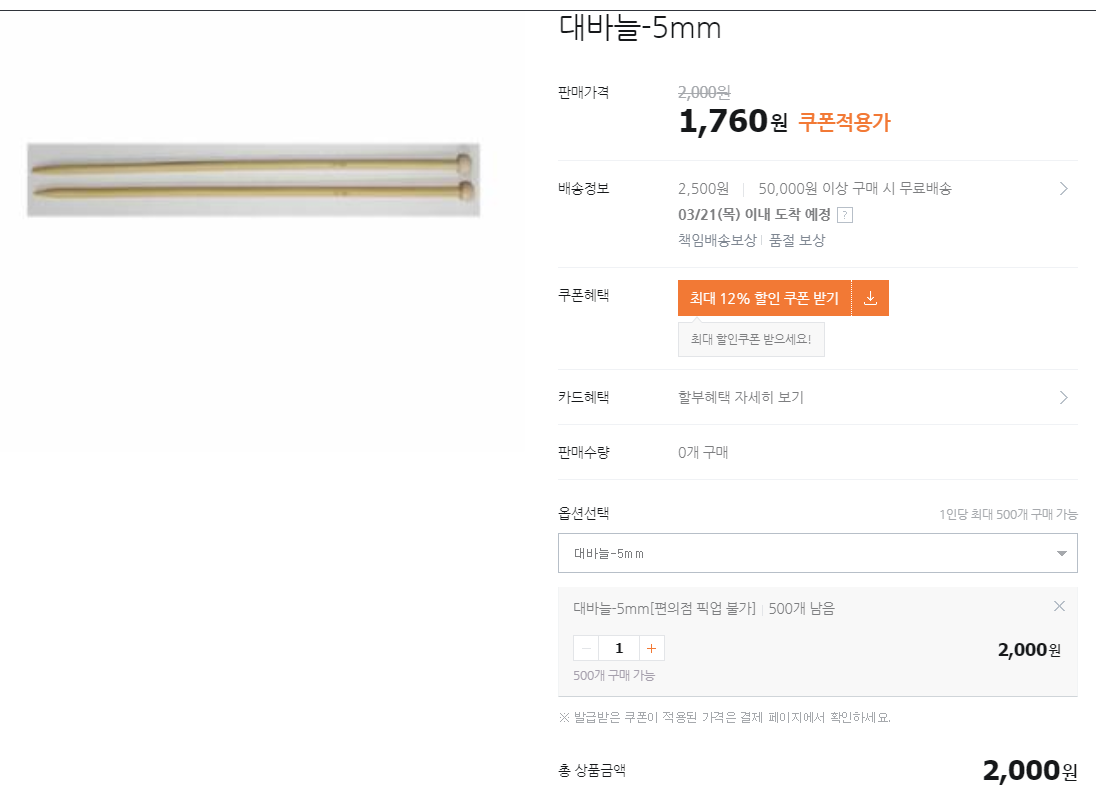 대바늘-5mm
판매가격
2,000원
1,760원 쿠폰적용가
배송정보
2,500원 | 50,000원 이상 구매 시 무료배송
03/21(목) 이내 도착 예정 ?
책임배송보상 | 품절 보상
쿠폰혜택
최대 12% 할인 쿠폰 받기
최대 할인쿠폰 받으세요!
카드혜택
할부혜택 자세히 보기
판매수량
0개 구매
옵션선택
1인당 최대 500개 구매 가능
대바늘-5mm
대바늘-5mm[편의점 픽업 불가] | 500개 남음
− 1 +
2,000원
500개 구매 가능
※ 발급받은 쿠폰이 적용된 가격은 결제 페이지에서 확인하세요.
총 상품금액
2,000원